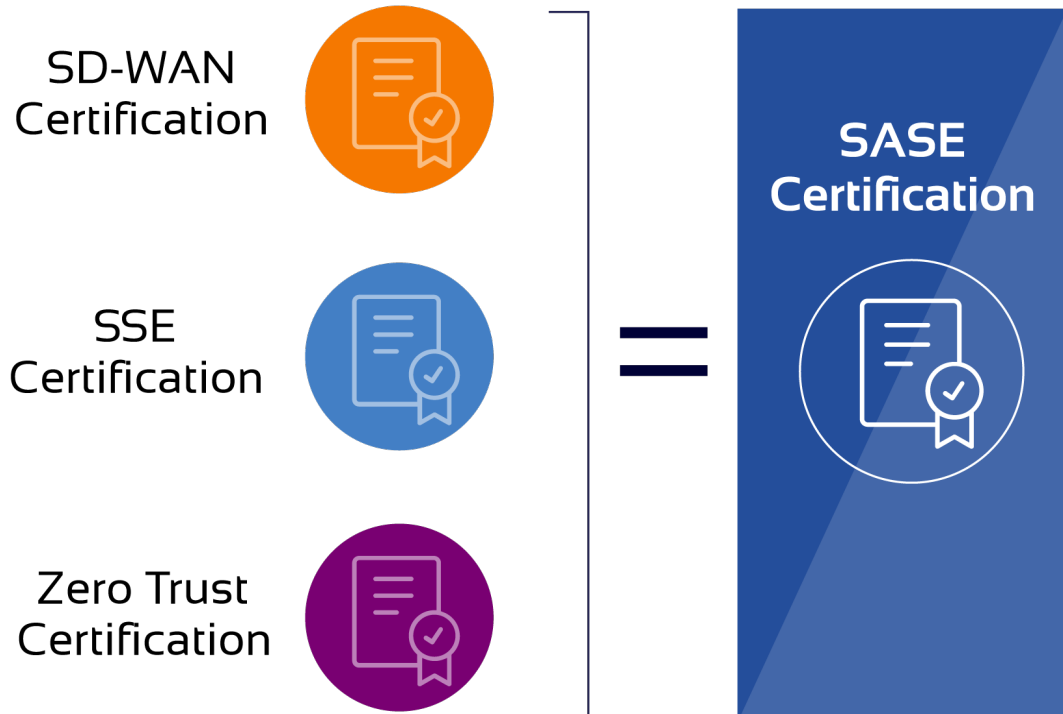 SD-WAN
Certification
SSE
Certification
Zero Trust
Certification
=
SASE
Certification